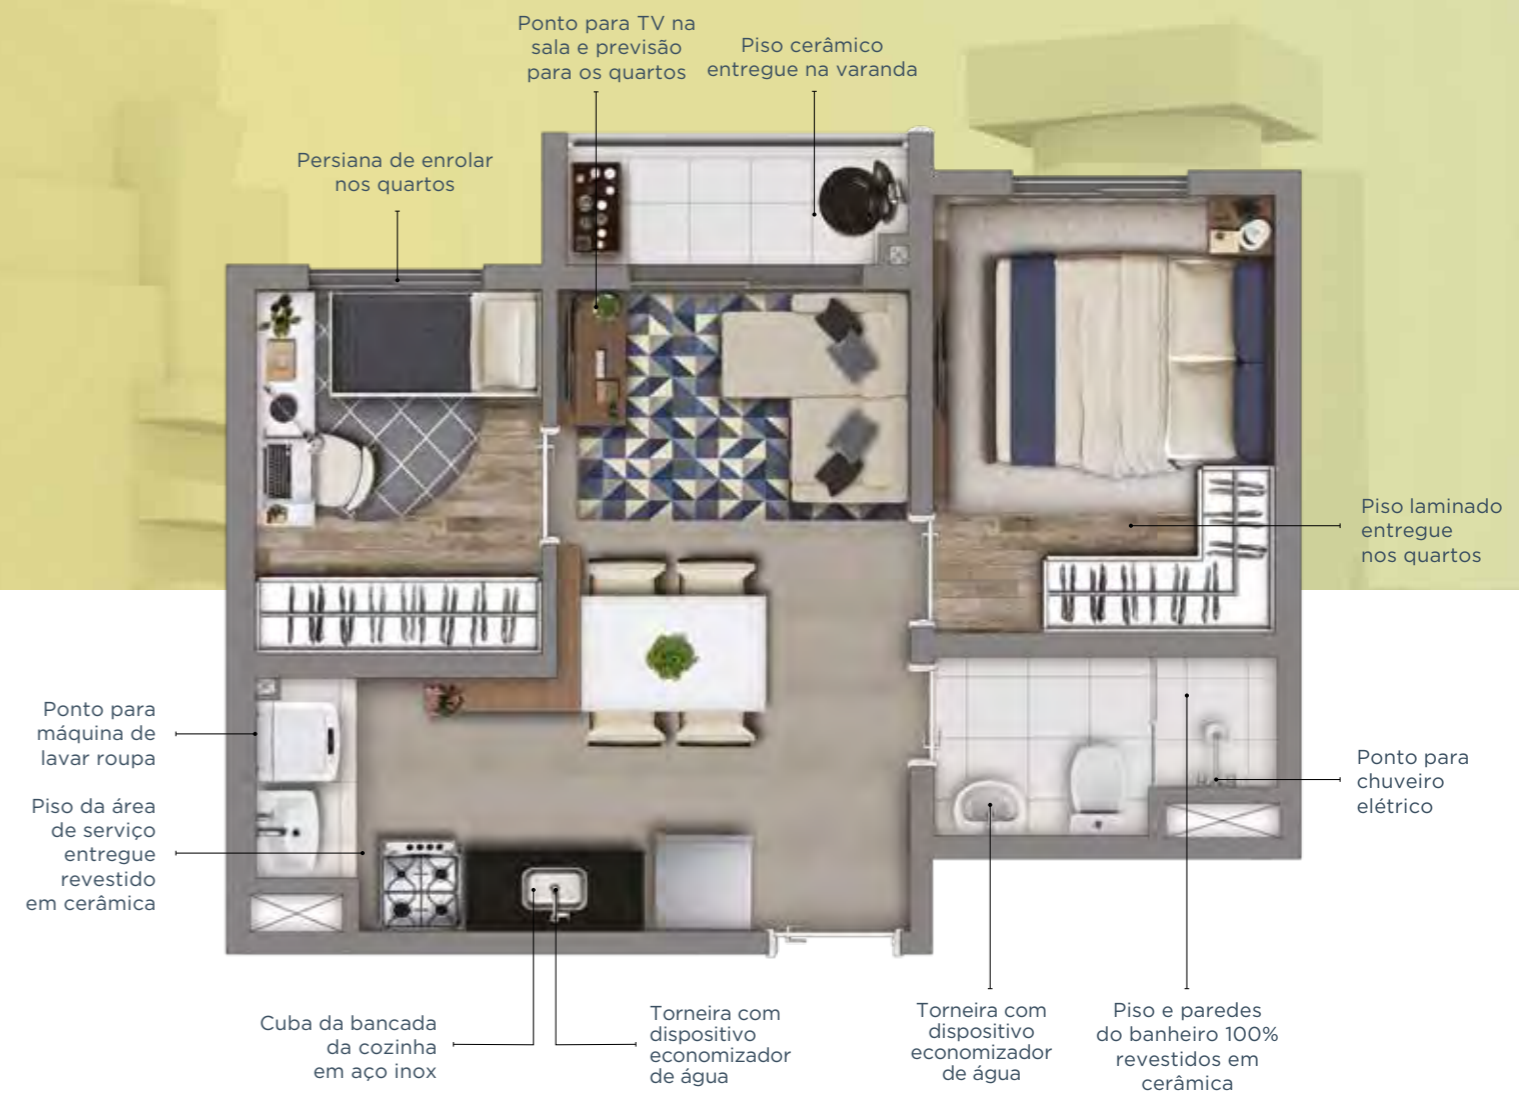 Ponto para TV na
sala e previsão
para os quartos
Piso cerâmico
entregue na varanda
Persiana de enrolar
nos quartos
Piso laminado
entregue
nos quartos
Ponto para
máquina de
lavar roupa
Piso da área
de serviço
entregue
revestido
em cerâmica
Ponto para
chuveiro
elétrico
Cuba da bancada
da cozinha
em aço inox
Torneira com
dispositivo
economizador
de água
Torneira com
dispositivo
economizador
de água
Piso e paredes
do banheiro 100%
revestidos em
cerâmica